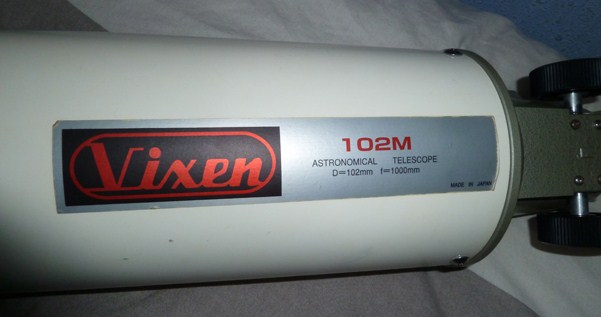 Vixen
102M
ASTRONOMICAL TELESCOPE
D=102mm f=1000mm
MADE IN JAPAN